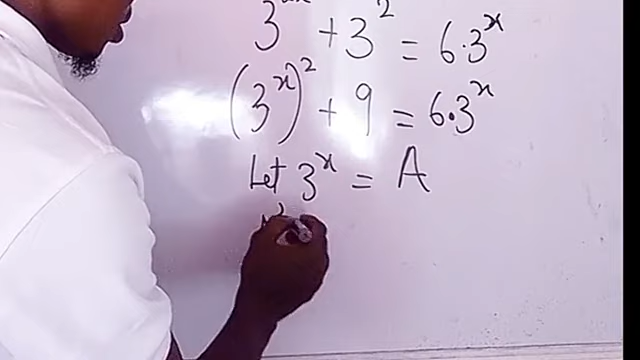 3^{2x} + 3^2 = 6·3^x
(3^x)^2 + 9 = 6·3^x
Let 3^x = A